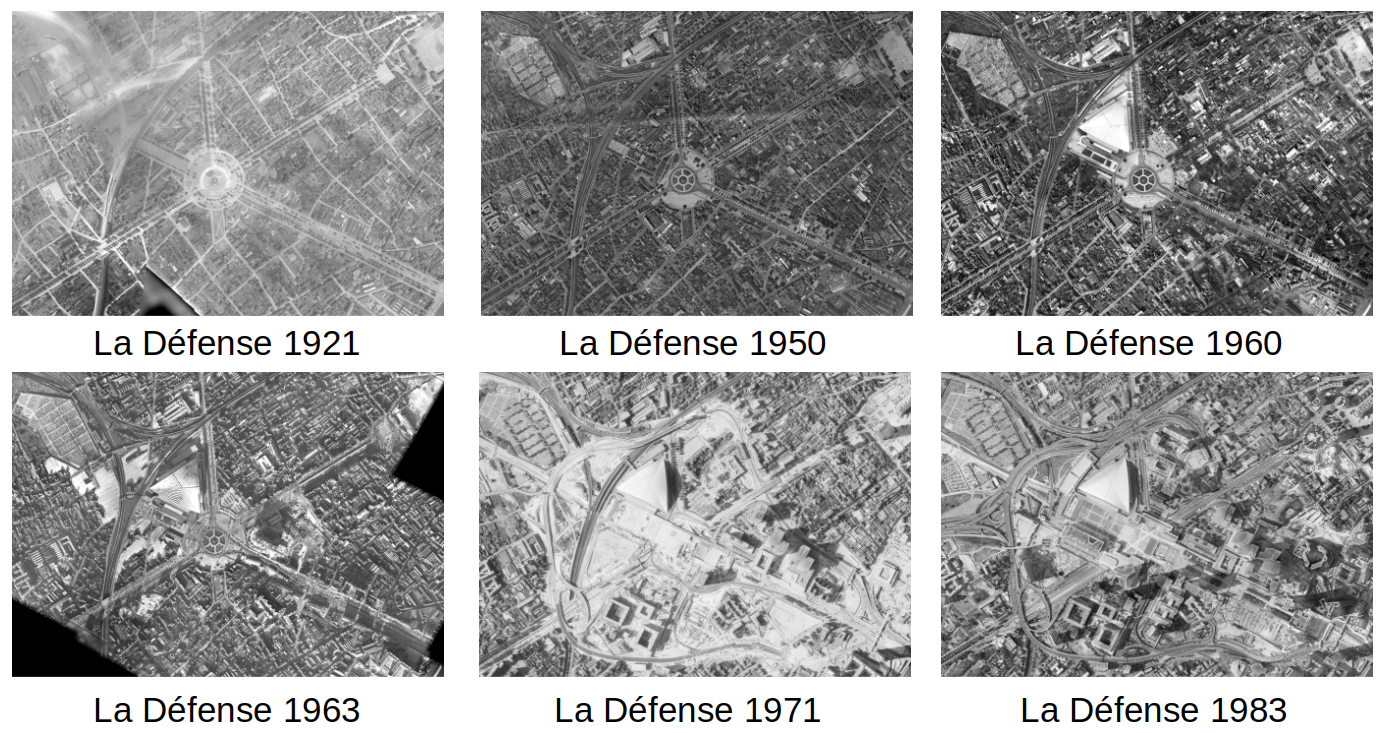 La Défense 1921
La Défense 1950
La Défense 1960
La Défense 1963
La Défense 1971
La Défense 1983